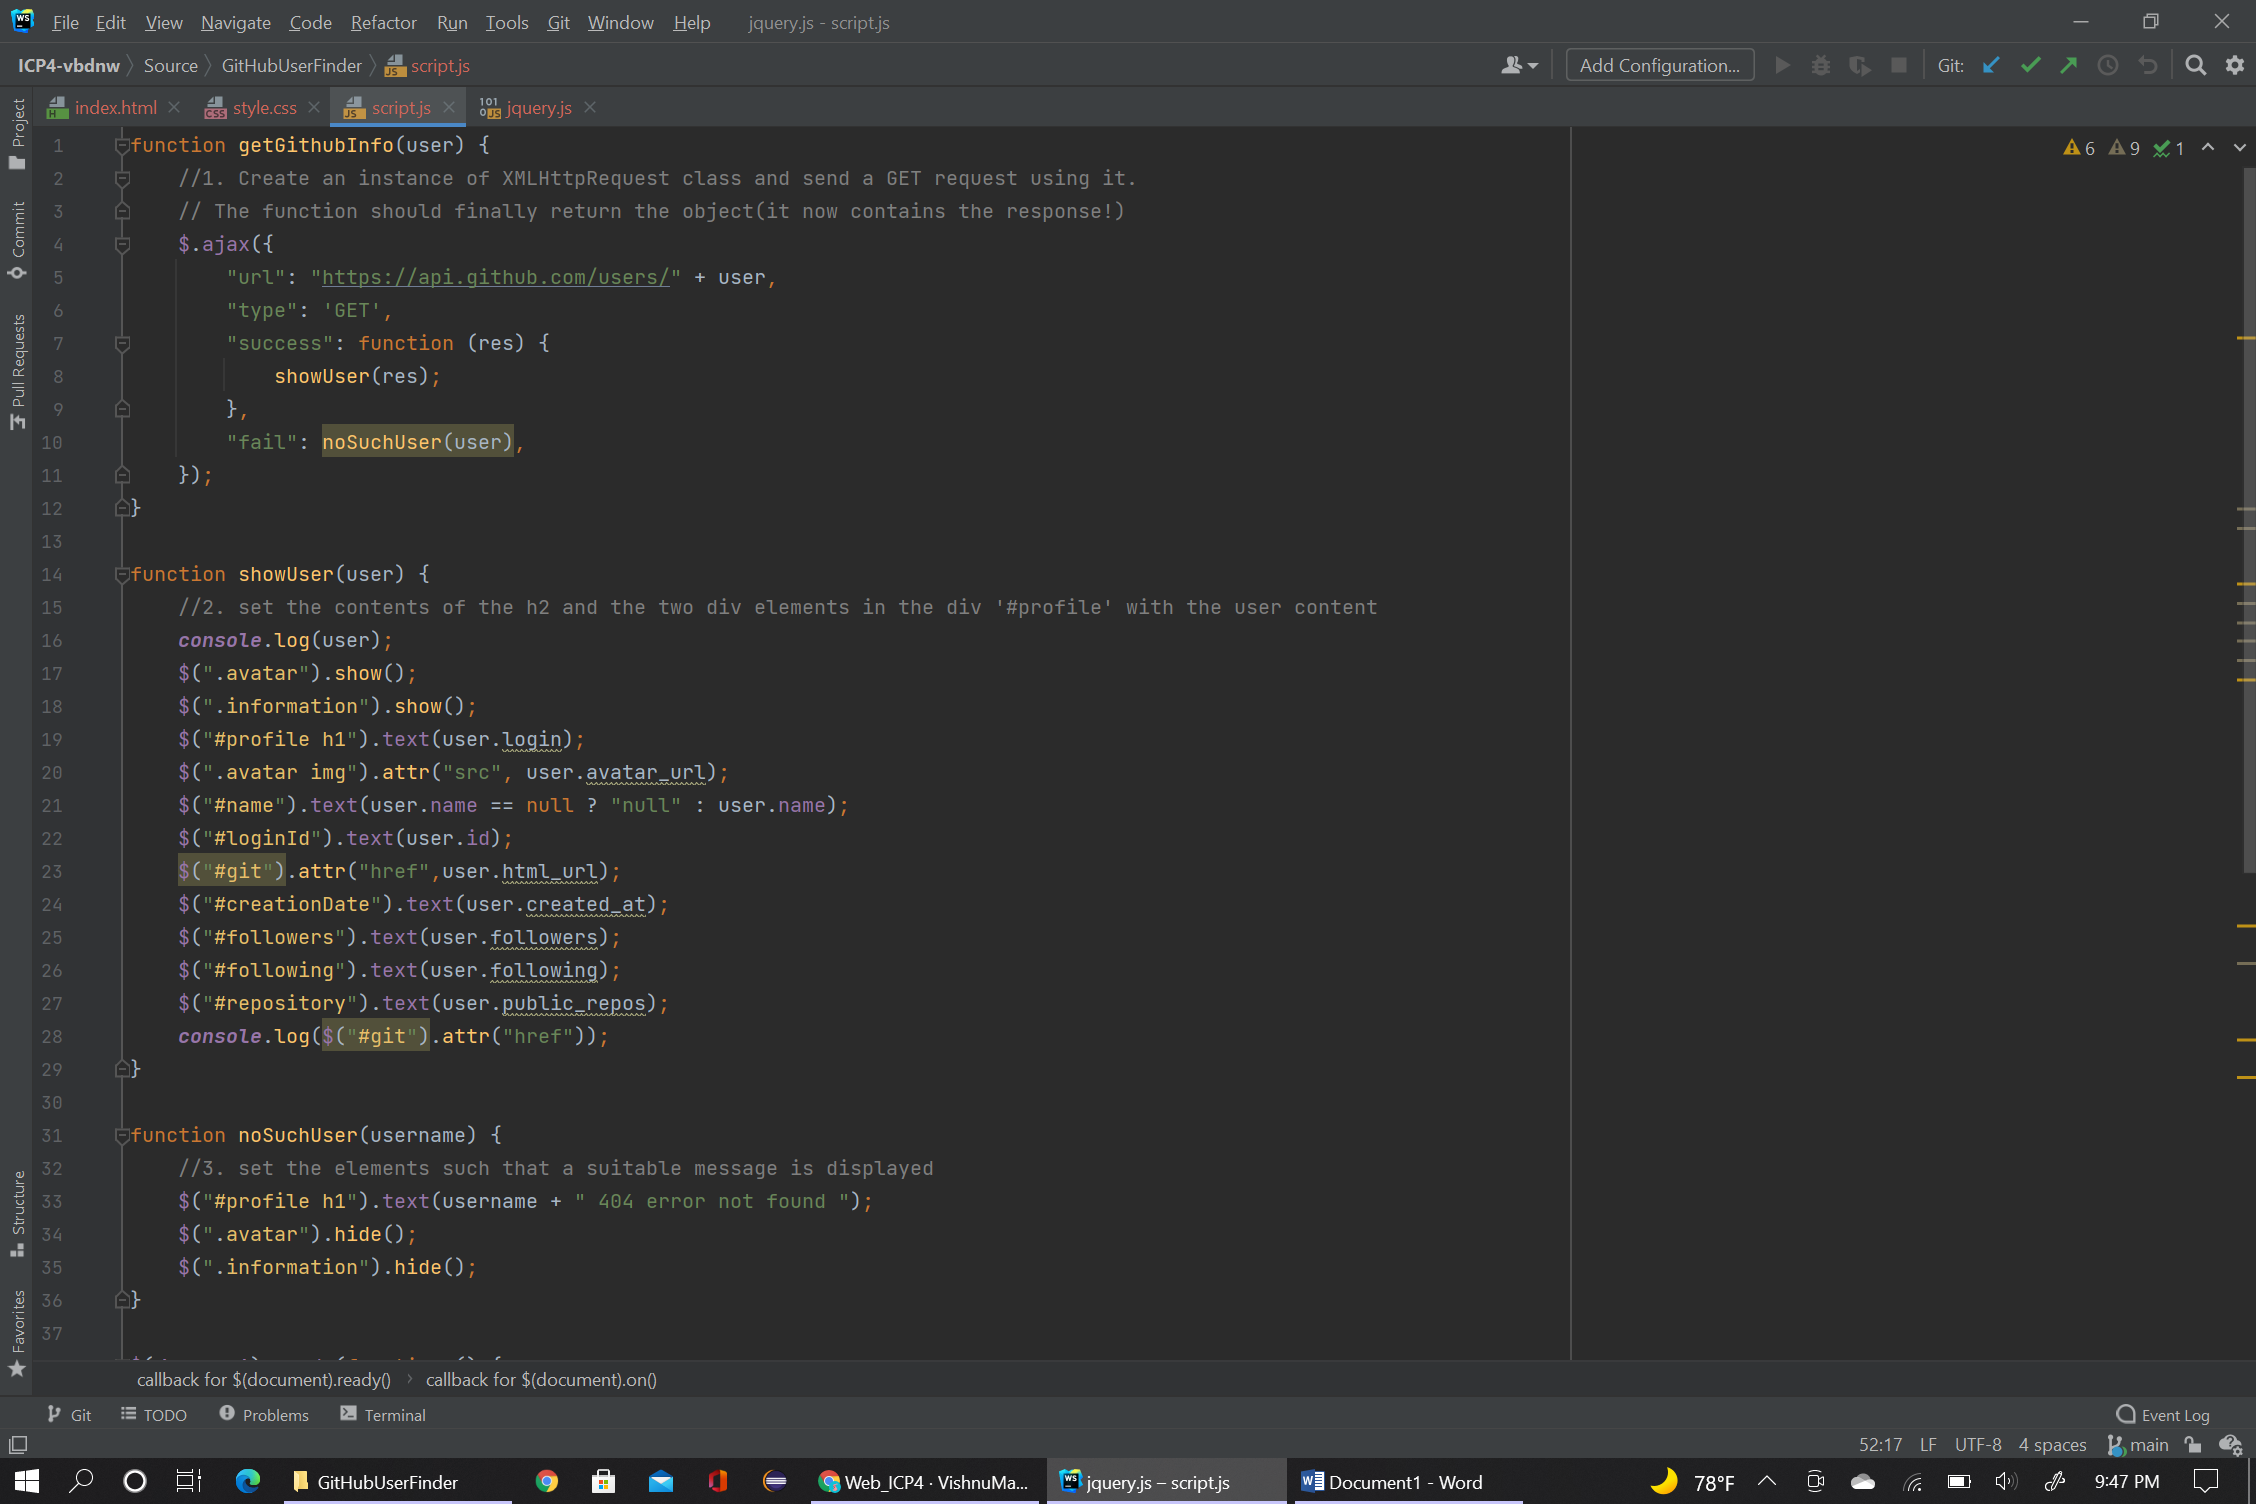 File Edit View Navigate Code Refactor Run Tools Git Window Help jquery.js - script.js
ICP4-vbdnw Source GitHubUserFinder script.js Add Configuration... Git:
index.html style.css script.js jquery.js
6 9 1
1 function getGithubInfo(user) {
2 //1. Create an instance of XMLHttpRequest class and send a GET request using it.
3 // The function should finally return the object(it now contains the response!)
4 $.ajax({
5 "url": "https://api.github.com/users/" + user,
6 "type": 'GET',
7 "success": function (res) {
8 showUser(res);
9 },
10 "fail": noSuchUser(user),
11 });
12 }
13
14 function showUser(user) {
15 //2. set the contents of the h2 and the two div elements in the div '#profile' with the user content
16 console.log(user);
17 $(".avatar").show();
18 $(".information").show();
19 $("#profile h1").text(user.login);
20 $(".avatar img").attr("src", user.avatar_url);
21 $("#name").text(user.name == null ? "null" : user.name);
22 $("#loginId").text(user.id);
23 $("#git").attr("href",user.html_url);
24 $("#creationDate").text(user.created_at);
25 $("#followers").text(user.followers);
26 $("#following").text(user.following);
27 $("#repository").text(user.public_repos);
28 console.log($("#git").attr("href"));
29 }
30
31 function noSuchUser(username) {
32 //3. set the elements such that a suitable message is displayed
33 $("#profile h1").text(username + " 404 error not found ");
34 $(".avatar").hide();
35 $(".information").hide();
36 }
37
Project
Commit
Pull Requests
Structure
Favorites
callback for $(document).ready() callback for $(document).on()
Git TODO Problems Terminal Event Log
52:17 LF UTF-8 4 spaces main
GitHubUserFinder Web_ICP4 · VishnuMa... jquery.js – script.js Document1 - Word 78°F 9:47 PM